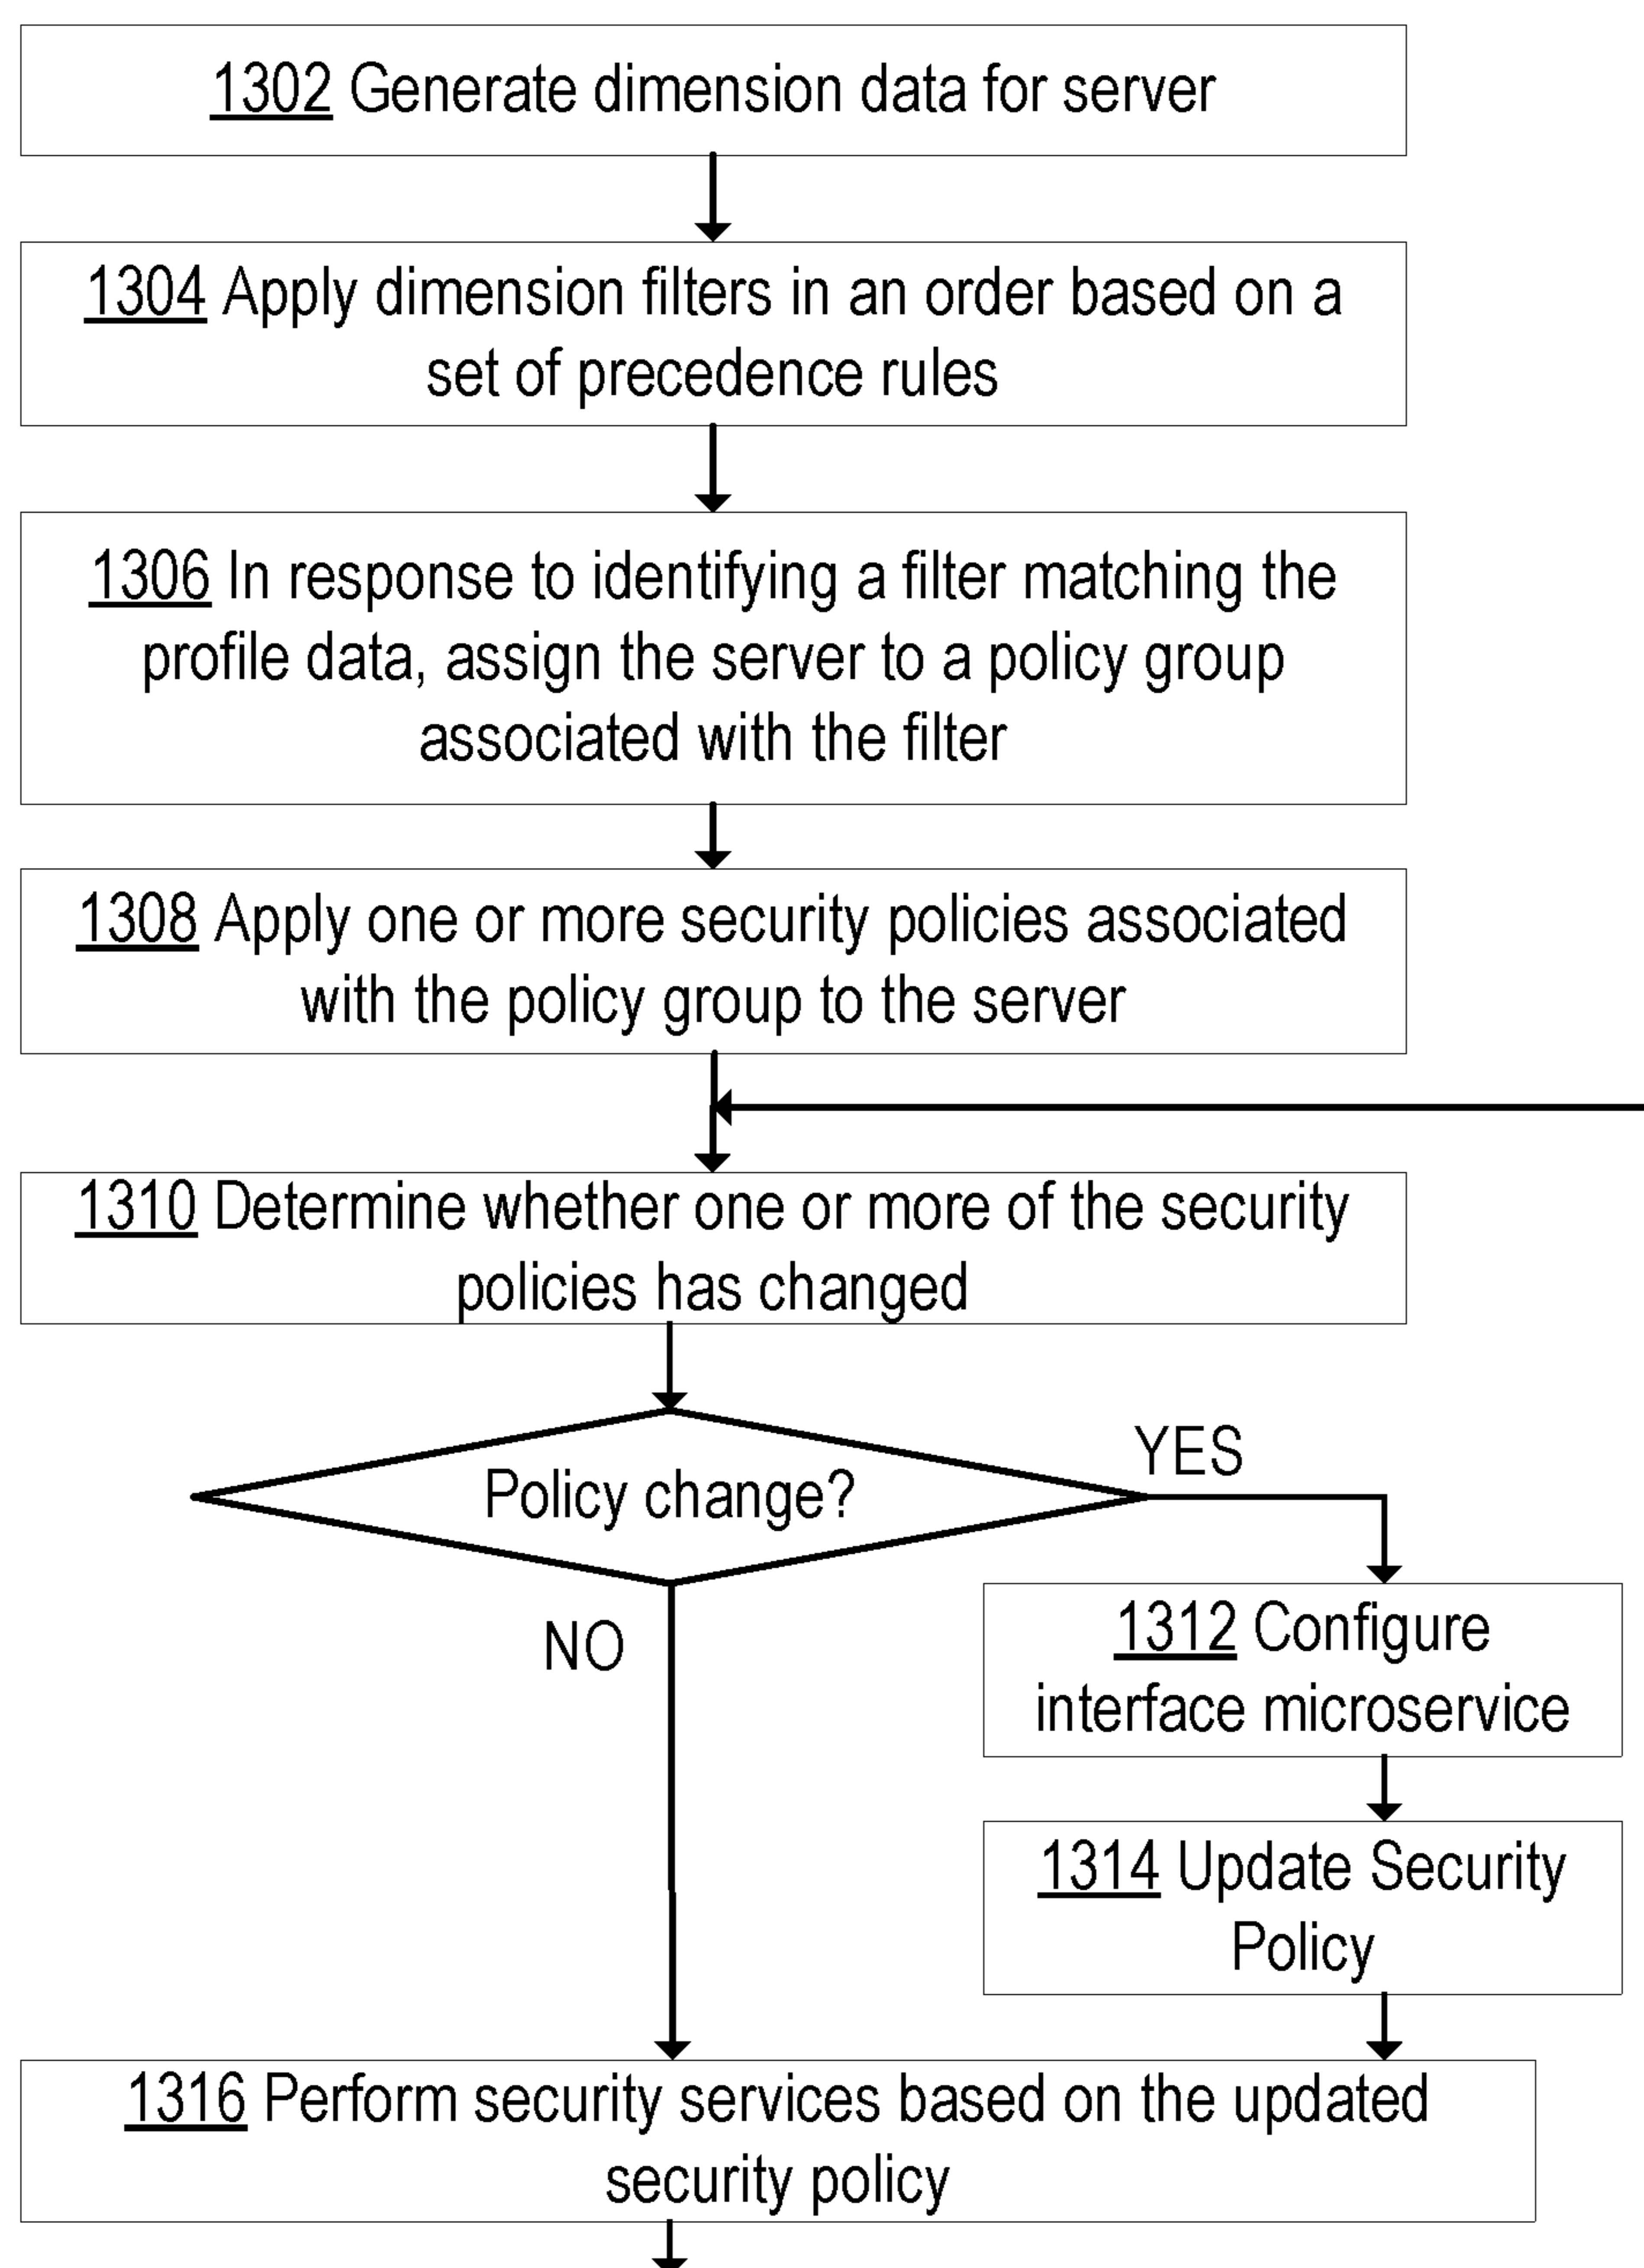 1302 Generate dimension data for server
1304 Apply dimension filters in an order based on a
set of precedence rules
1306 In response to identifying a filter matching the
profile data, assign the server to a policy group
associated with the filter
1308 Apply one or more security policies associated
with the policy group to the server
1310 Determine whether one or more of the security
policies has changed
Policy change?
YES
NO
1312 Configure
interface microservice
1314 Update Security
Policy
1316 Perform security services based on the updated
security policy